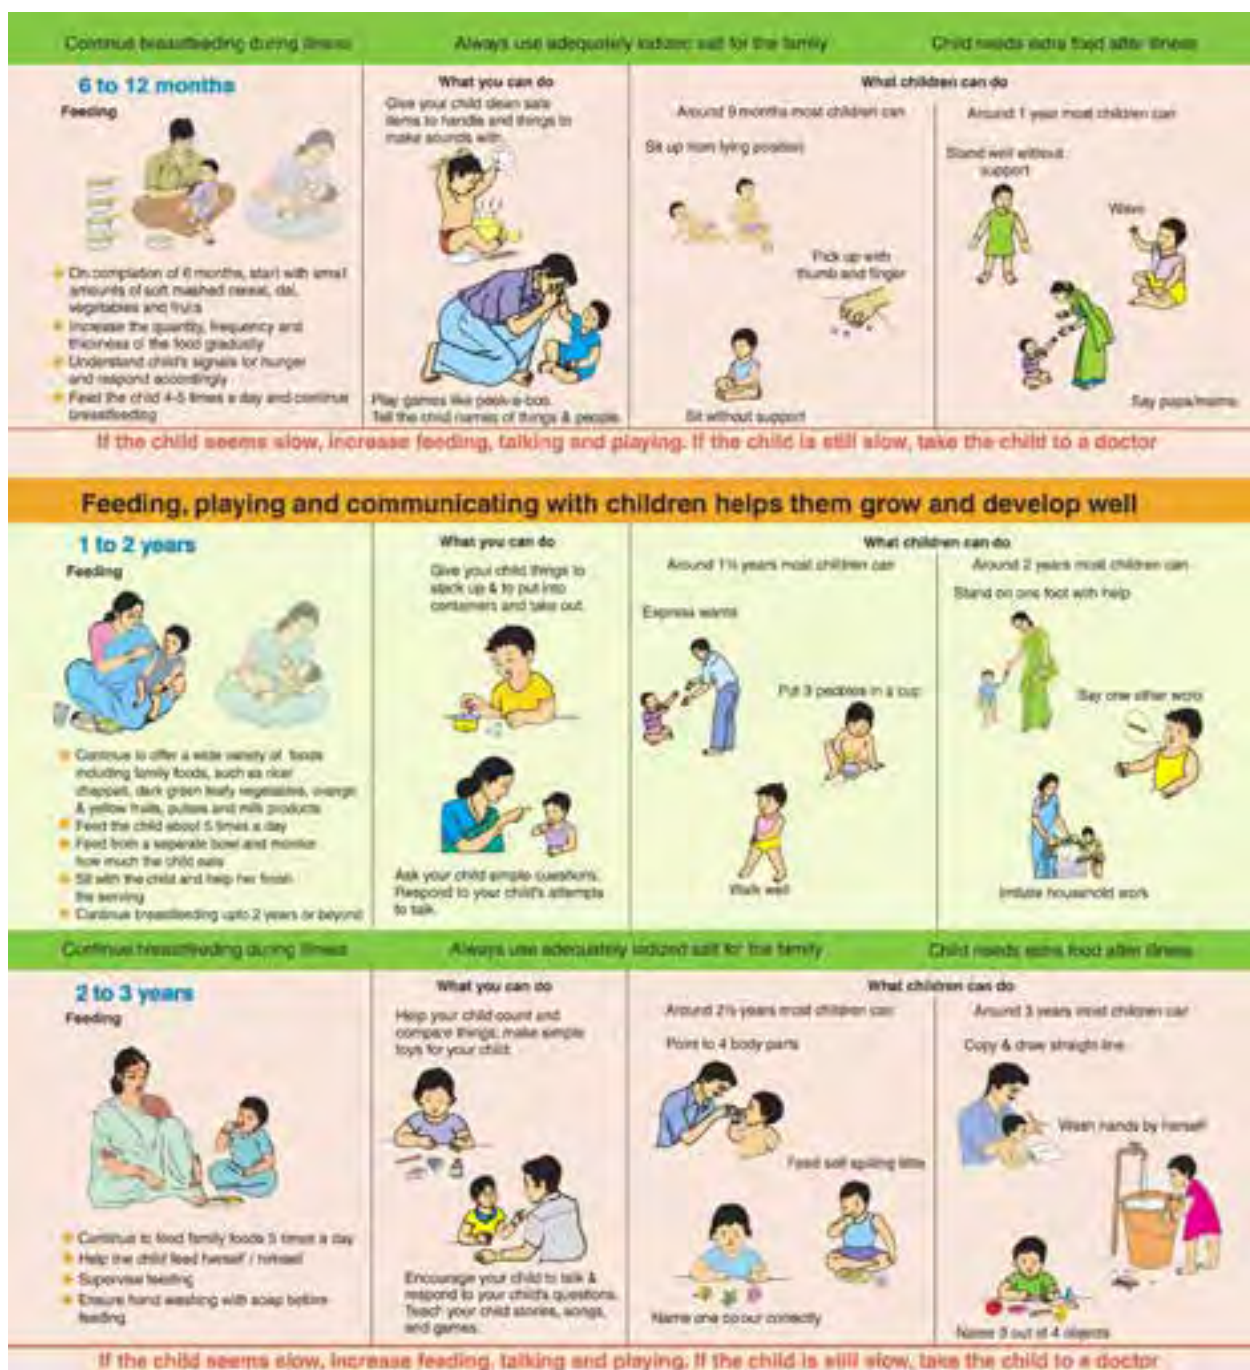 Continue breastfeeding during illness
Always use adequately iodized salt for the family
Child needs extra food after illness
6 to 12 months
Feeding
On completion of 6 months, start with small
amounts of soft mashed cereal, dal,
vegetables and fruits
Increase the quantity, frequency and
thickness of the food gradually
Understand child's signals for hunger
and respond accordingly
Feed the child 4-5 times a day and continue
breastfeeding
What you can do
Give your child clean safe
items to handle and things to
make sounds with.
Play games like peek-a-boo.
Tell the child names of things & people.
What children can do
Around 9 months most children can
Sit up from lying position
Pick up with
thumb and finger
Sit without support
Around 1 year most children can
Stand well without
support
Wave
Say papa/mama
If the child seems slow, increase feeding, talking and playing. If the child is still slow, take the child to a doctor
Feeding, playing and communicating with children helps them grow and develop well
1 to 2 years
Feeding
Continue to offer a wide variety of foods
including family foods, such as rice/
chappati, dark green leafy vegetables, orange
& yellow fruits, pulses and milk products
Feed the child about 5 times a day
Feed from a separate bowl and monitor
how much the child eats
Sit with the child and help her finish
the serving
Continue breastfeeding upto 2 years or beyond
What you can do
Give your child things to
stack up & to put into
containers and take out.
Ask your child simple questions.
Respond to your child's attempts
to talk.
What children can do
Around 1½ years most children can
Express wants
Put 3 pebbles in a cup
Walk well
Around 2 years most children can
Stand on one foot with help
Say one other word
Imitate household work
Continue breastfeeding during illness
Always use adequately iodized salt for the family
Child needs extra food after illness
2 to 3 years
Feeding
Continue to feed family foods 5 times a day
Help the child feed herself / himself
Supervise feeding
Ensure hand washing with soap before
feeding
What you can do
Help your child count and
compare things; make simple
toys for your child.
Encourage your child to talk &
respond to your child's questions.
Teach your child stories, songs,
and games.
What children can do
Around 2½ years most children can
Point to 4 body parts
Feed self spilling little
Name one colour correctly
Around 3 years most children can
Copy & draw straight line
Wash hands by herself
Name 3 out of 4 objects
If the child seems slow, increase feeding, talking and playing. If the child is still slow, take the child to a doctor